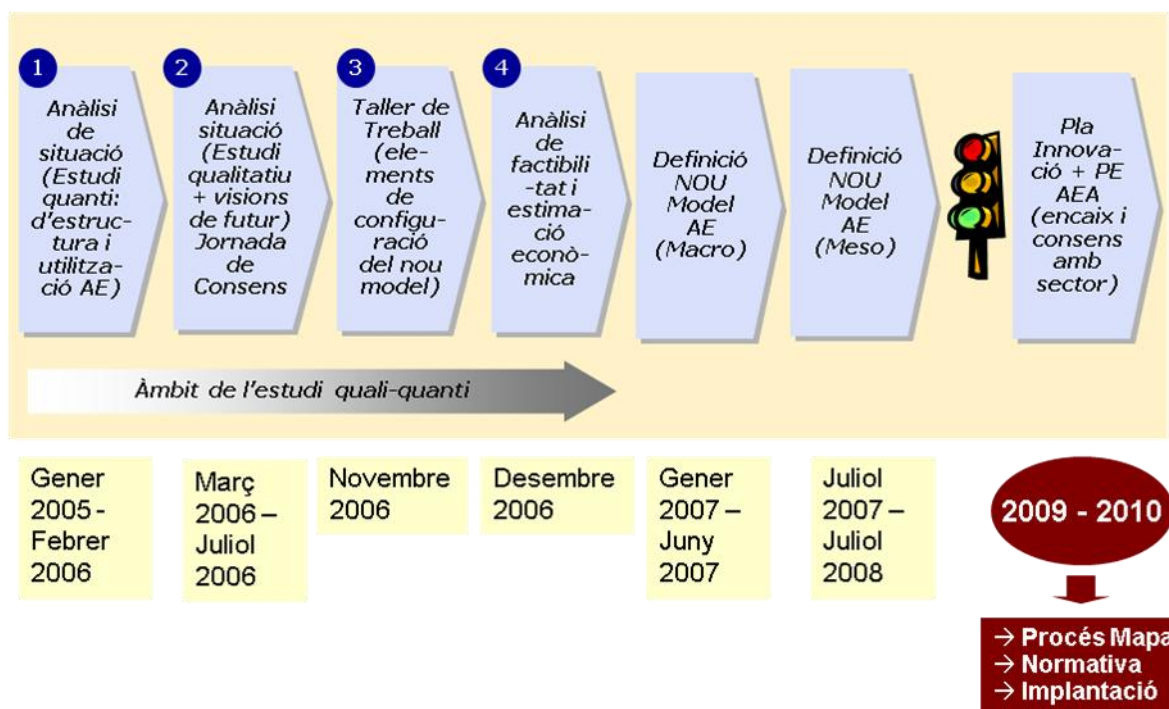 1
Anàlisi
de
situació
(Estudi
quanti:
d'estruc-
tura i
utilitza-
ció AE)
2
Anàlisi
situació
(Estudi
qualitatiu
+ visions
de futur)
Jornada
de
Consens
3
Taller de
Treball
(ele-
ments
de
configu-
ració
del nou
model)
4
Anàlisi
de
factibili
-tat i
estima-
ció
econò-
mica
Definició
NOU
Model
AE
(Macro)
Definició
NOU
Model
AE
(Meso)
Pla
Innova-
ció + PE
AEA
(encaix i
consens
amb
sector)
Àmbit de l'estudi quali-quanti
Gener
2005 -
Febrer
2006
Març
2006 –
Juliol
2006
Novembre
2006
Desembre
2006
Gener
2007 –
Juny
2007
Juliol
2007 –
Juliol
2008
2009 - 2010
→ Procés Mapa
→ Normativa
→ Implantació